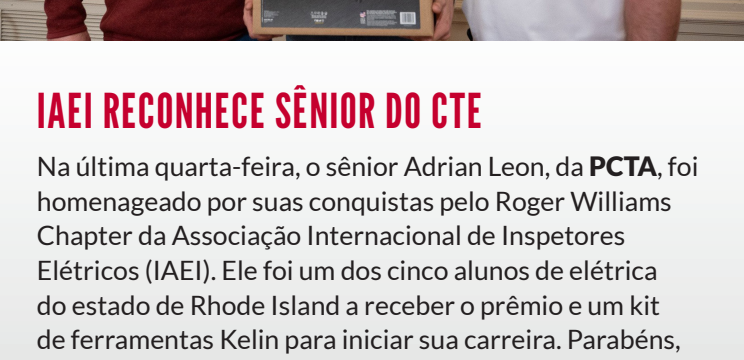 IAEI RECONHECE SÊNIOR DO CTE
Na última quarta-feira, o sênior Adrian Leon, da PCTA, foi
homenageado por suas conquistas pelo Roger Williams
Chapter da Associação Internacional de Inspetores
Elétricos (IAEI). Ele foi um dos cinco alunos de elétrica
do estado de Rhode Island a receber o prêmio e um kit
de ferramentas Kelin para iniciar sua carreira. Parabéns,